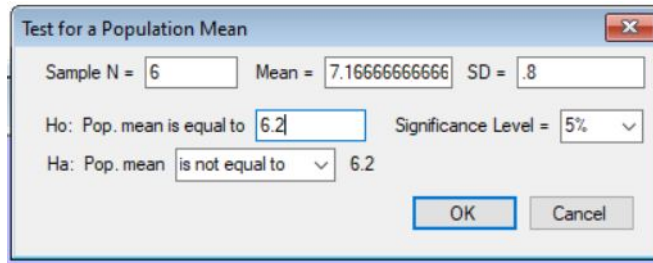 Test for a Population Mean
Sample N = 6 Mean = 7.16666666666 SD = .8
Ho: Pop. mean is equal to 6.2 Significance Level = 5%
Ha: Pop. mean is not equal to 6.2
OK Cancel